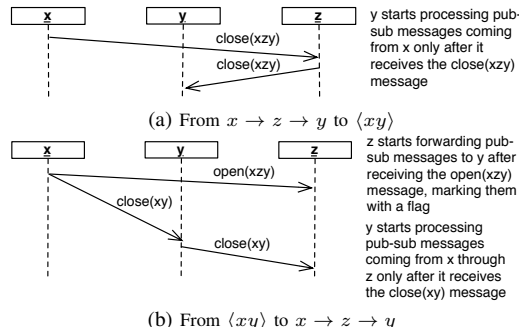 x
y
z
close(xzy)
close(xzy)
y starts processing pub-
sub messages coming
from x only after it
receives the close(xzy)
message
(a) From x → z → y to ⟨xy⟩
x
y
z
open(xzy)
close(xy)
close(xy)
z starts forwarding pub-
sub messages to y after
receiving the open(xzy)
message, marking them
with a flag
y starts processing
pub-sub messages
coming from x through
z only after it receives
the close(xy) message
(b) From ⟨xy⟩ to x → z → y